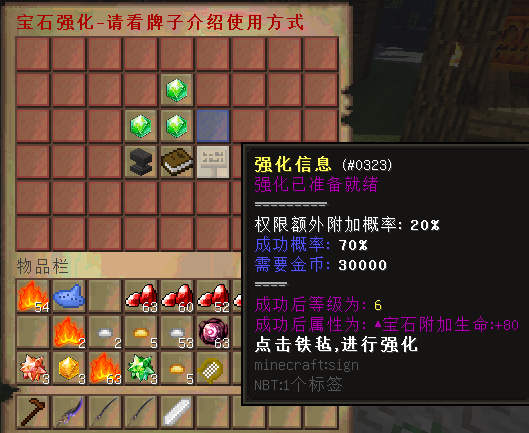 宝石强化-请看牌子介绍使用方式
强化信息 (#0323)
强化已准备就绪
权限额外附加概率: 20%
成功概率: 70%
需要金币: 30000
成功后等级为: 6
成功后属性为: ♠宝石附加生命:+80
点击铁毡,进行强化
minecraft:sign
NBT:1个标签
物品栏
54 63 60 52
2 2 5 53 9
3 2 63 3 5